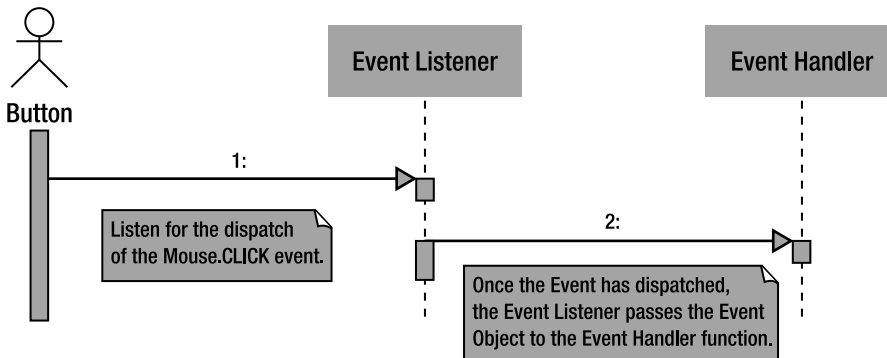 Event Listener
Event Handler
Button
1:
Listen for the dispatch
of the Mouse.CLICK event.
2:
Once the Event has dispatched,
the Event Listener passes the Event
Object to the Event Handler function.